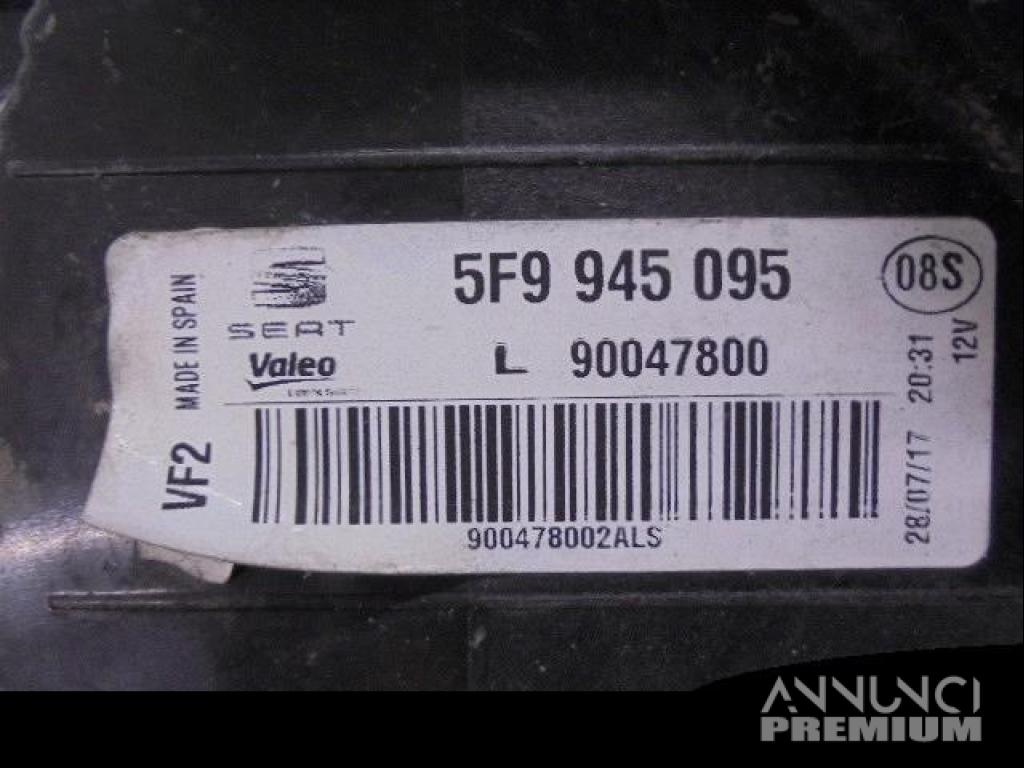 5F9 945 095
08S
SEAT
Valeo
L 90047800
MADE IN SPAIN
VF2
900478002ALS
28/07/17 20:31
12V
ANNUNCI
PREMIUM